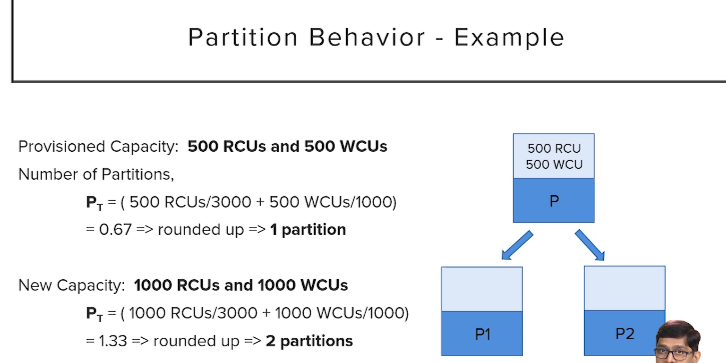 Partition Behavior - Example
Provisioned Capacity: 500 RCUs and 500 WCUs
Number of Partitions,
P_T = ( 500 RCUs/3000 + 500 WCUs/1000)
= 0.67 => rounded up => 1 partition
New Capacity: 1000 RCUs and 1000 WCUs
P_T = ( 1000 RCUs/3000 + 1000 WCUs/1000)
= 1.33 => rounded up => 2 partitions
500 RCU
500 WCU
P
P1
P2